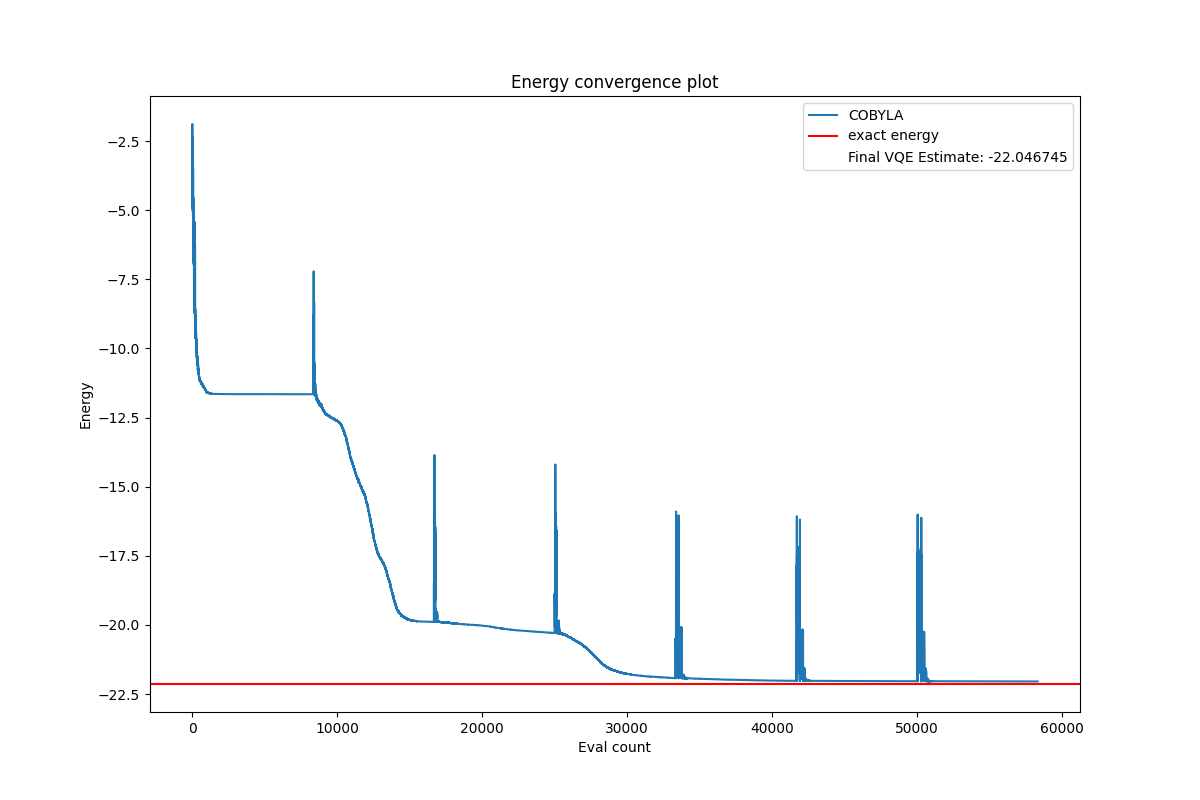 Energy convergence plot
COBYLA
exact energy
Final VQE Estimate: -22.046745
−2.5
−5.0
−7.5
−10.0
−12.5
−15.0
−17.5
−20.0
−22.5
Energy
0 10000 20000 30000 40000 50000 60000
Eval count